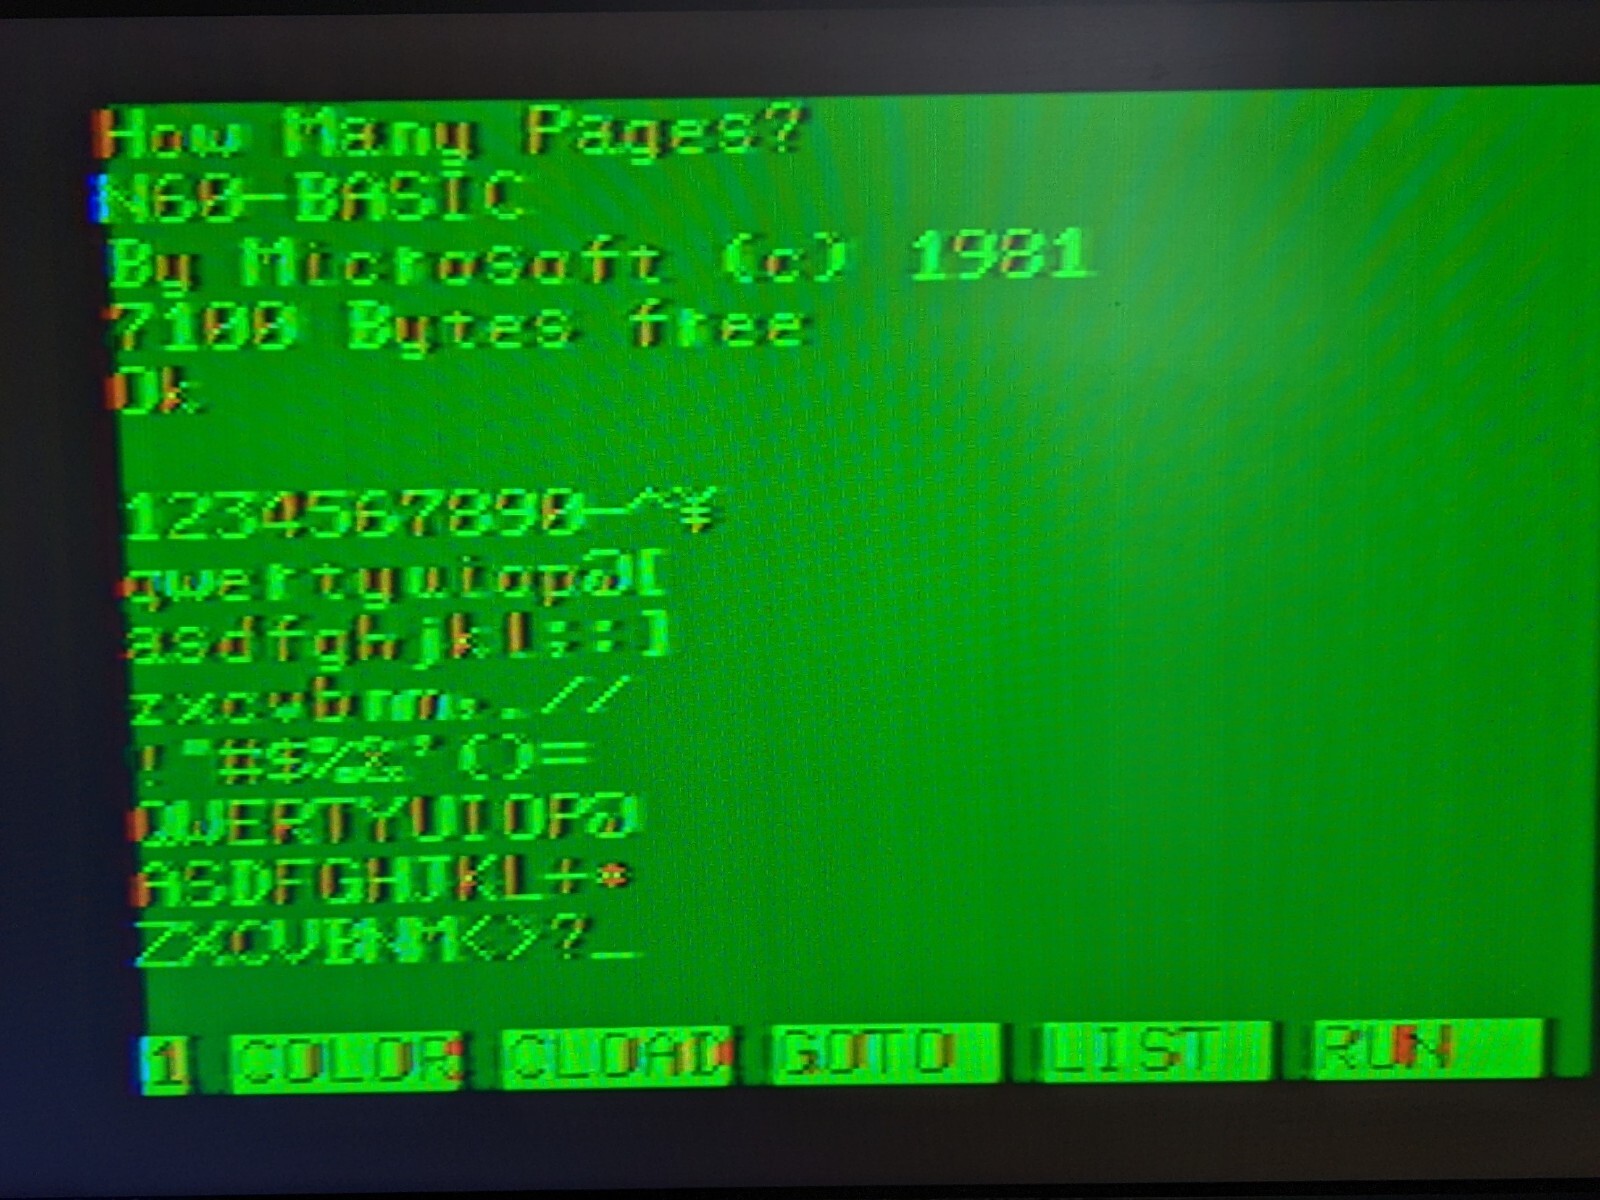 How Many Pages?
N60-BASIC
By Microsoft (c) 1981
7100 Bytes free
Ok
1234567890-^¥
qwertyuiop@[
asdfghjkl;:]
zxcvbnm,.//
!"#$%&'()=
QWERTYUIOP@
ASDFGHJKL+*
ZXCVBNM<>?_
1 COLOR CLOAD GOTO LIST RUN